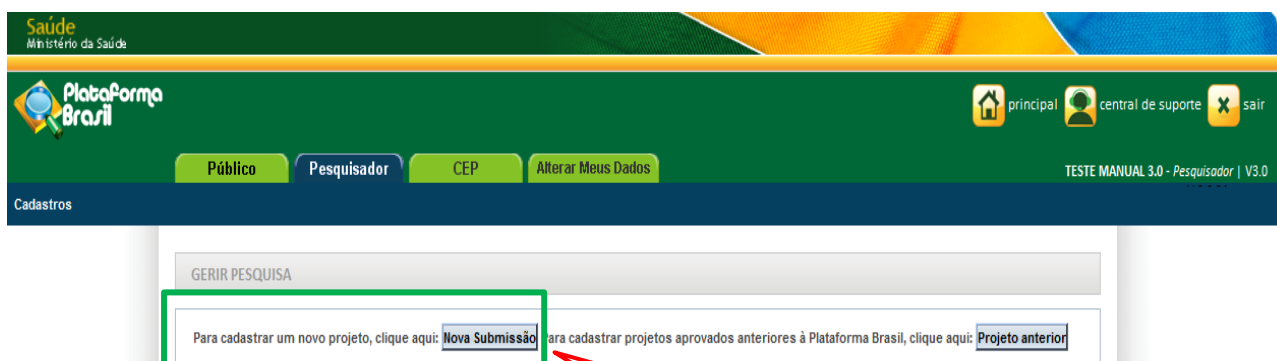 Saúde
Ministério da Saúde
Plataforma
Brasil
principal central de suporte sair
Público Pesquisador CEP Alterar Meus Dados
TESTE MANUAL 3.0 - Pesquisador | V3.0
Cadastros
GERIR PESQUISA
Para cadastrar um novo projeto, clique aqui: Nova Submissão Para cadastrar projetos aprovados anteriores à Plataforma Brasil, clique aqui: Projeto anterior